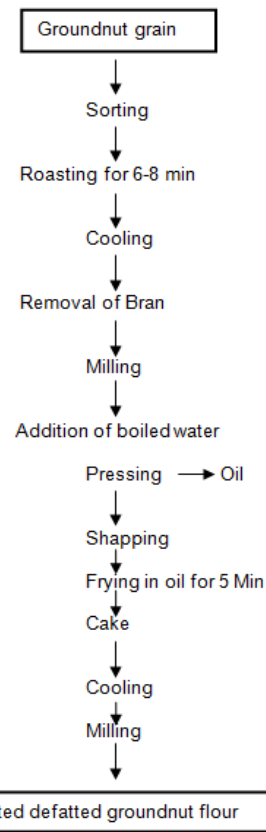 Groundnut grain
Sorting
Roasting for 6-8 min
Cooling
Removal of Bran
Milling
Addition of boiled water
Pressing
Oil
Shapping
Frying in oil for 5 Min
Cake
Cooling
Milling
defatted groundnut flour